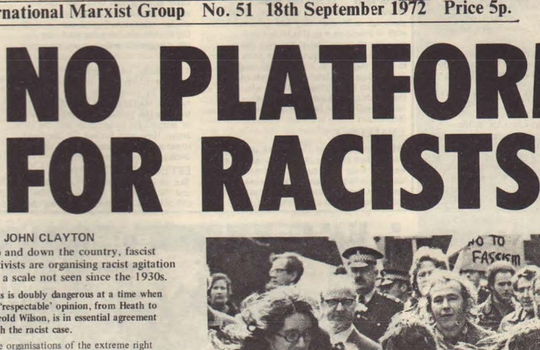 rnational Marxist Group No. 51 18th September 1972 Price 5p.
NO PLATFOR
FOR RACISTS
JOHN CLAYTON
and down the country, fascist
ivists are organising racist agitation
a scale not seen since the 1930s.
s is doubly dangerous at a time when
'respectable' opinion, from Heath to
rold Wilson, is in essential agreement
h the racist case.
e organisations of the extreme right
NO TO
FASCISM